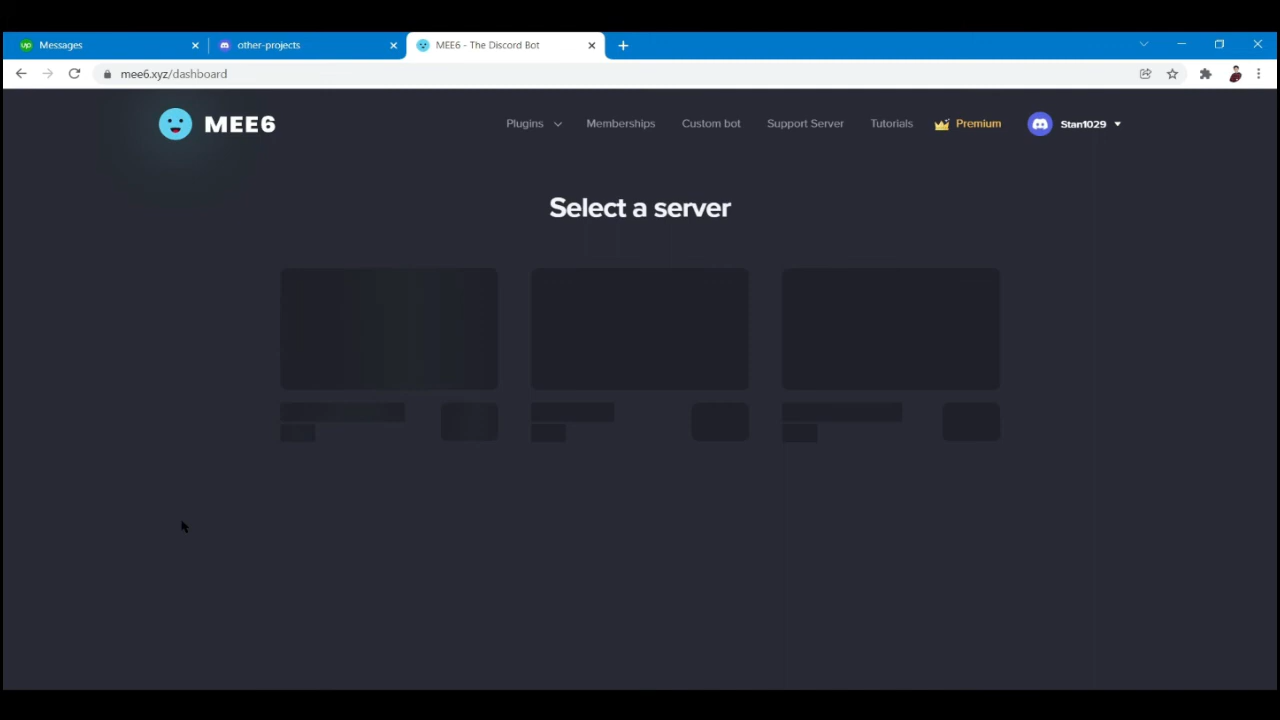 Messages
other-projects
MEE6 - The Discord Bot
mee6.xyz/dashboard
MEE6
Plugins
Memberships
Custom bot
Support Server
Tutorials
Premium
Stan1029
Select a server